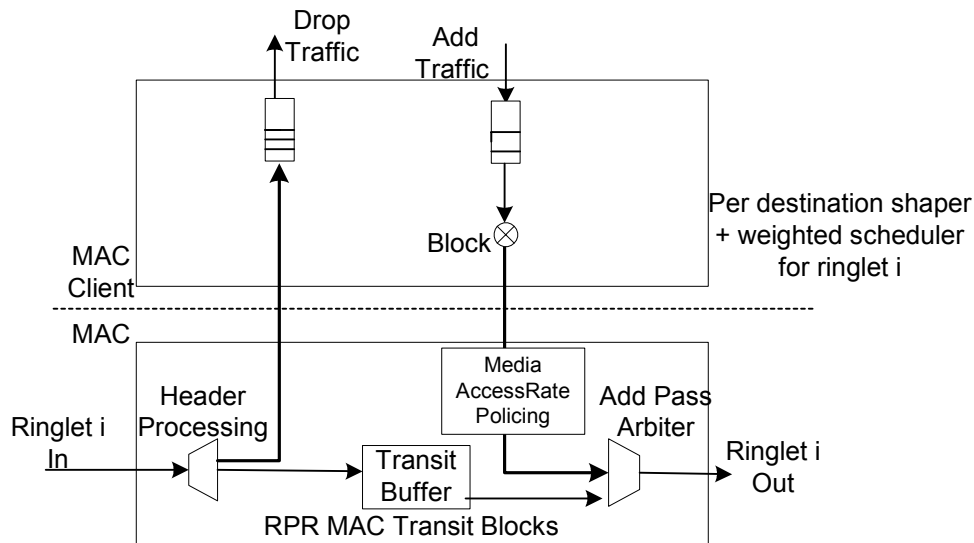 Drop
Traffic
Add
Traffic
Block
Per destination shaper
+ weighted scheduler
for ringlet i
MAC
Client
MAC
Media
AccessRate
Policing
Header
Processing
Add Pass
Arbiter
Ringlet i
In
Transit
Buffer
Ringlet i
Out
RPR MAC Transit Blocks